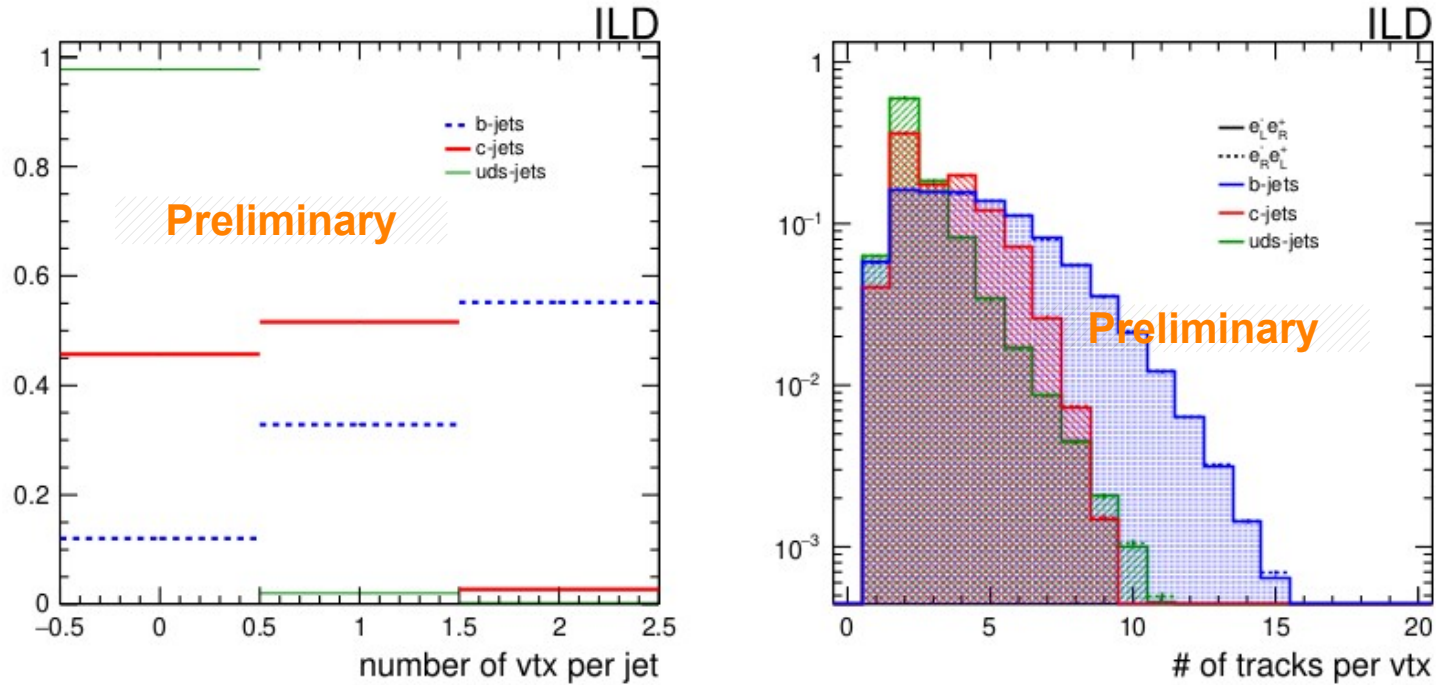 ILD
1
0.8
0.6
0.4
0.2
0
−0.5
0
0.5
1
1.5
2
2.5
number of vtx per jet
b-jets
c-jets
uds-jets
Preliminary
ILD
1
10⁻¹
10⁻²
10⁻³
0
5
10
15
20
# of tracks per vtx
e⁻Le⁺R
e⁻Re⁺L
b-jets
c-jets
uds-jets
Preliminary